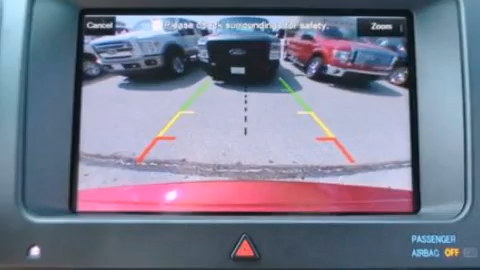 Cancel
Please check surroundings for safety.
Zoom
PASSENGER
AIRBAG OFF